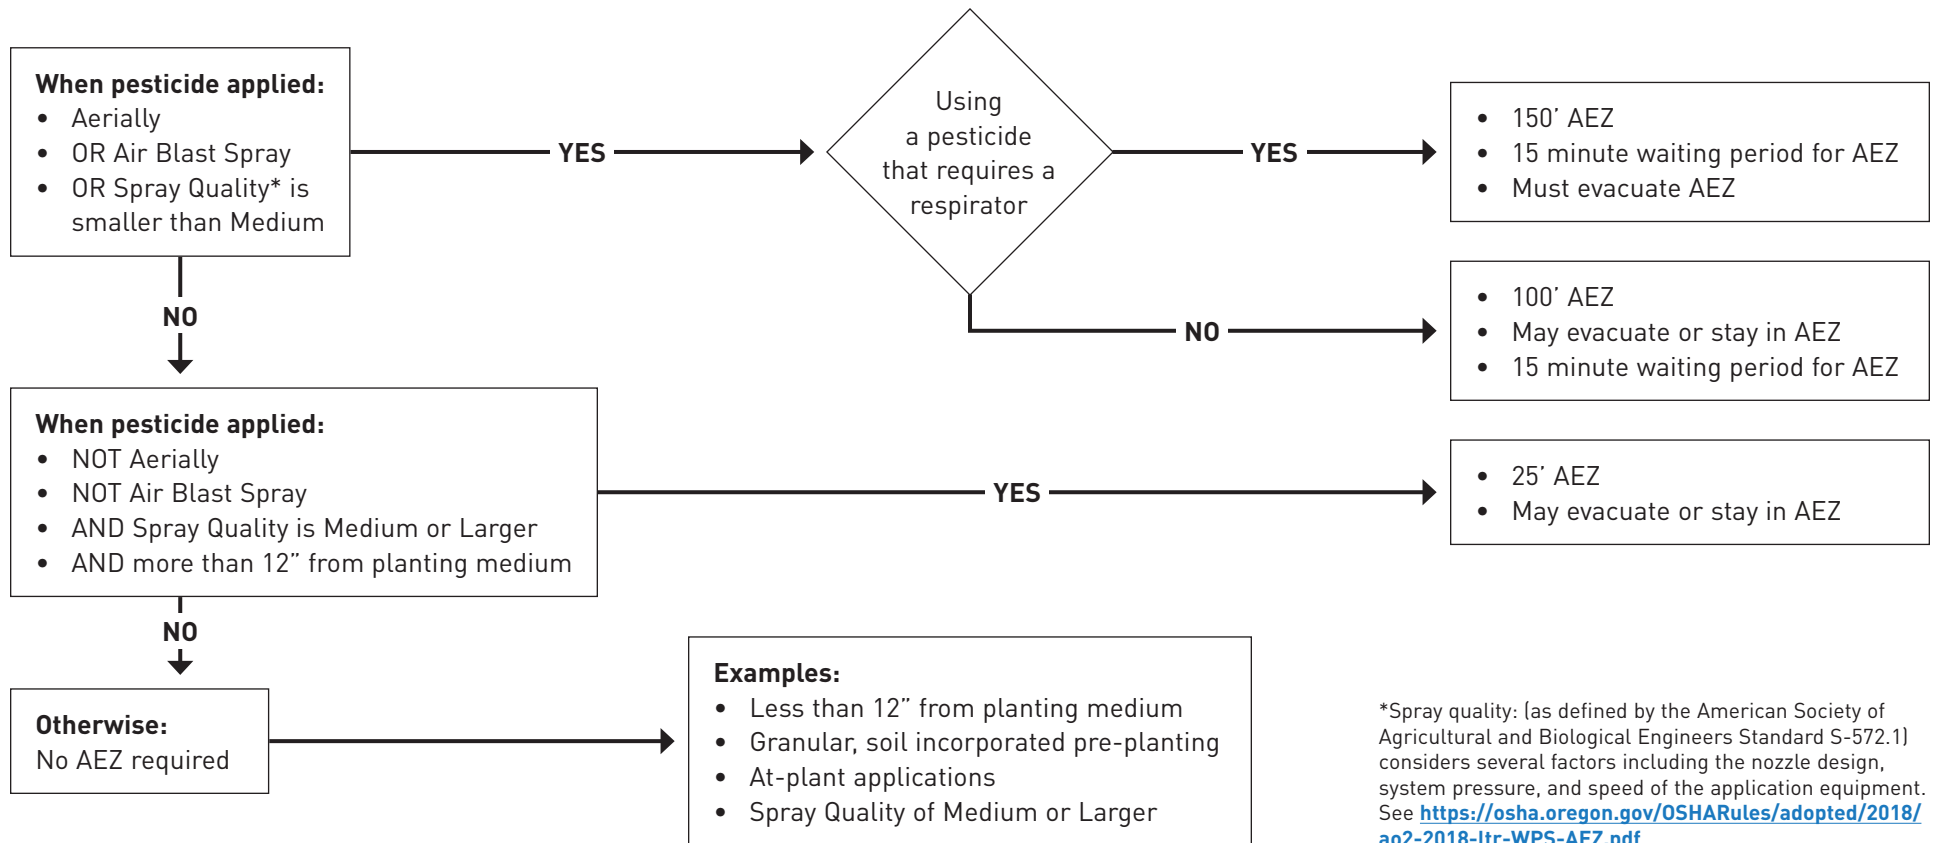 When pesticide applied:
• Aerially
• OR Air Blast Spray
• OR Spray Quality* is
smaller than Medium
YES
Using
a pesticide
that requires a
respirator
YES
• 150’ AEZ
• 15 minute waiting period for AEZ
• Must evacuate AEZ
NO
• 100’ AEZ
• May evacuate or stay in AEZ
• 15 minute waiting period for AEZ
NO
When pesticide applied:
• NOT Aerially
• NOT Air Blast Spray
• AND Spray Quality is Medium or Larger
• AND more than 12” from planting medium
YES
• 25’ AEZ
• May evacuate or stay in AEZ
NO
Otherwise:
No AEZ required
Examples:
• Less than 12” from planting medium
• Granular, soil incorporated pre-planting
• At-plant applications
• Spray Quality of Medium or Larger
*Spray quality: (as defined by the American Society of
Agricultural and Biological Engineers Standard S-572.1)
considers several factors including the nozzle design,
system pressure, and speed of the application equipment.
See https://osha.oregon.gov/OSHARules/adopted/2018/
ao2-2018-ltr-WPS-AEZ.pdf